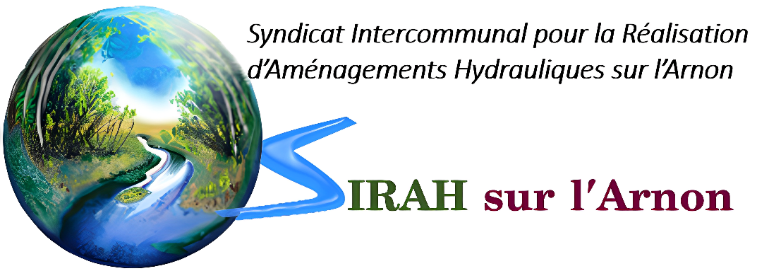 Syndicat Intercommunal pour la Réalisation
d'Aménagements Hydrauliques sur l'Arnon
SIRAH sur l'Arnon